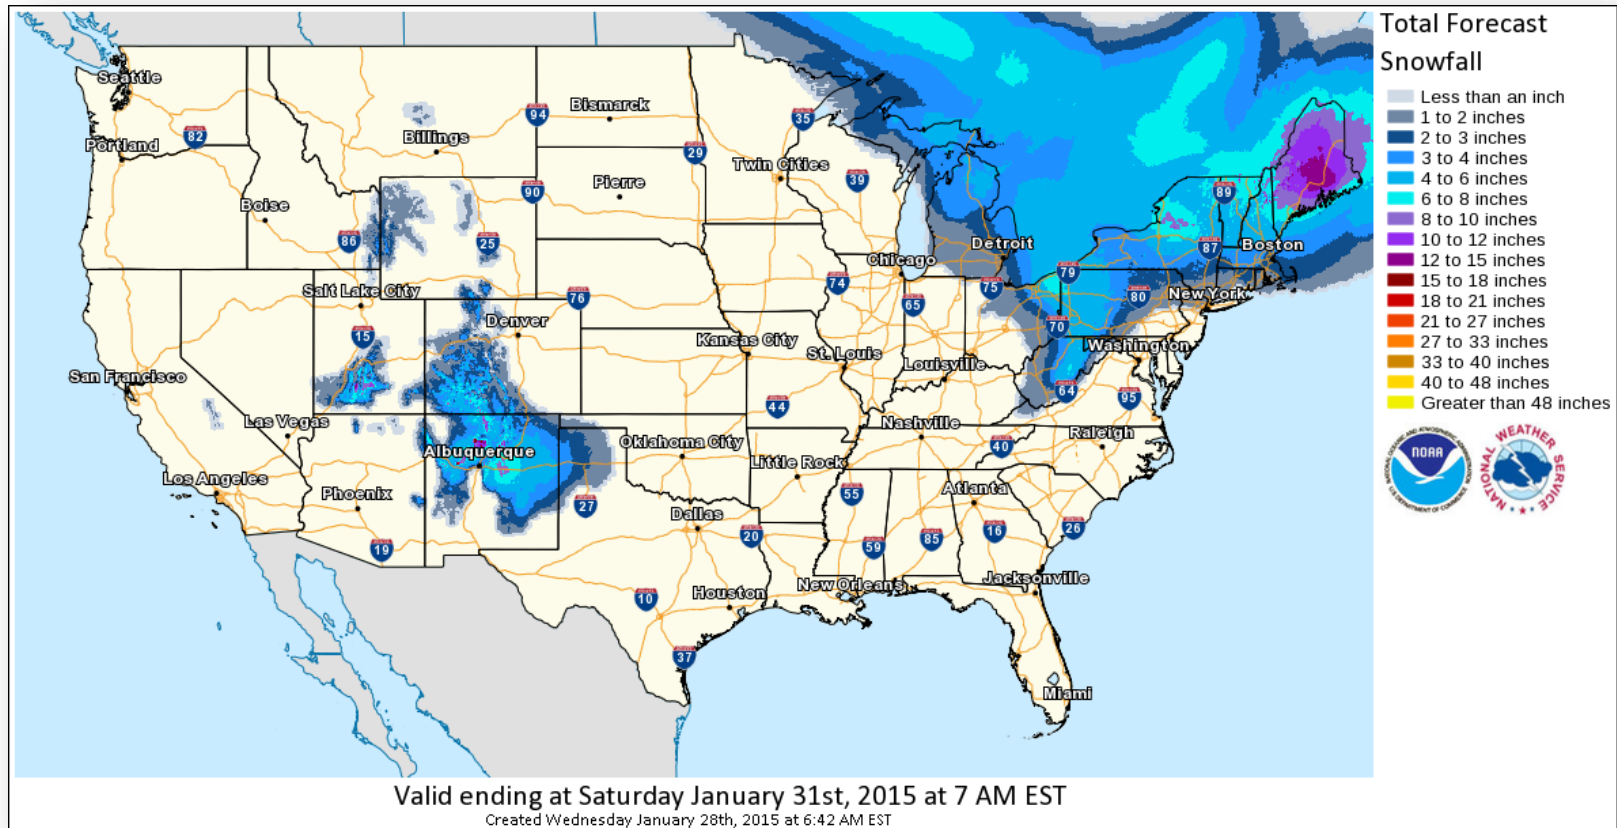 Total Forecast
Snowfall
Less than an inch
1 to 2 inches
2 to 3 inches
3 to 4 inches
4 to 6 inches
6 to 8 inches
8 to 10 inches
10 to 12 inches
12 to 15 inches
15 to 18 inches
18 to 21 inches
21 to 27 inches
27 to 33 inches
33 to 40 inches
40 to 48 inches
Greater than 48 inches
NOAA
NATIONAL WEATHER SERVICE
Seattle
Portland
82
Billings
94
Bismarck
35
Twin Cities
29
Pierre
39
90
Boise
86
25
89
87
Boston
Detroit
Chicago
79
Salt Lake City
76
74
65
75
80
New York
Denver
15
70
Kansas City
St. Louis
Washington
Louisville
San Francisco
64
95
44
Las Vegas
Nashville
Raleigh
Albuquerque
Oklahoma City
40
Little Rock
Los Angeles
Phoenix
27
55
Atlanta
Dallas
20
59
85
16
26
19
10
Houston
New Orleans
Jacksonville
37
Miami
Valid ending at Saturday January 31st, 2015 at 7 AM EST
Created Wednesday January 28th, 2015 at 6:42 AM EST